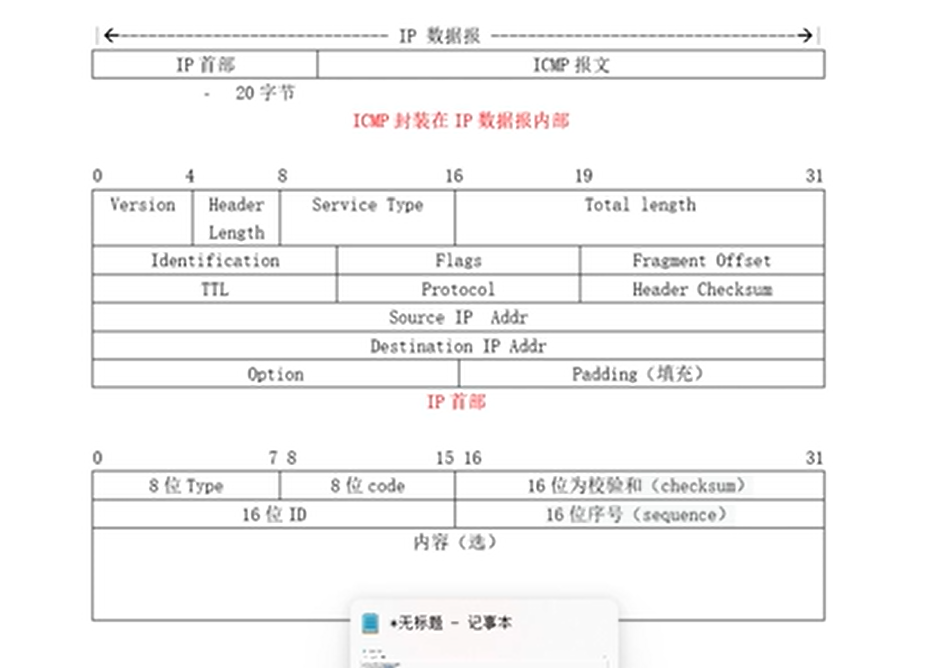 IP 数据报
IP 首部 ICMP 报文
- 20 字节
ICMP 封装在 IP 数据报内部
0 4 8 16 19 31
Version Header Length Service Type Total length
Identification Flags Fragment Offset
TTL Protocol Header Checksum
Source IP Addr
Destination IP Addr
Option Padding（填充）
IP 首部
0 7 8 15 16 31
8 位 Type 8 位 code 16 位为校验和（checksum）
16 位 ID 16 位序号（sequence）
内容（选）
*无标题 - 记事本